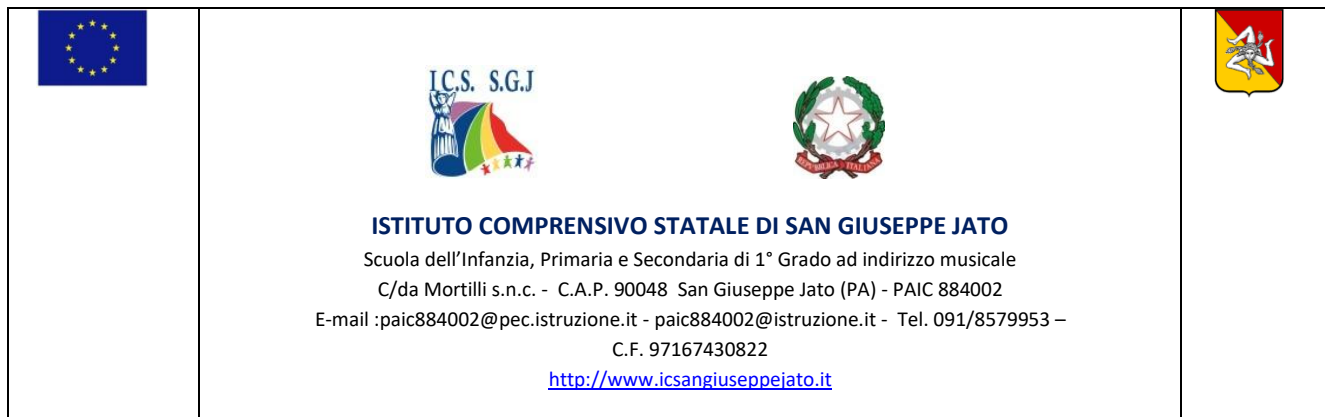 I.C.S. S.G.J
REPVBBLICA ITALIANA
ISTITUTO COMPRENSIVO STATALE DI SAN GIUSEPPE JATO
Scuola dell’Infanzia, Primaria e Secondaria di 1° Grado ad indirizzo musicale
C/da Mortilli s.n.c. - C.A.P. 90048 San Giuseppe Jato (PA) - PAIC 884002
E-mail :paic884002@pec.istruzione.it - paic884002@istruzione.it - Tel. 091/8579953 –
C.F. 97167430822
http://www.icsangiuseppejato.it